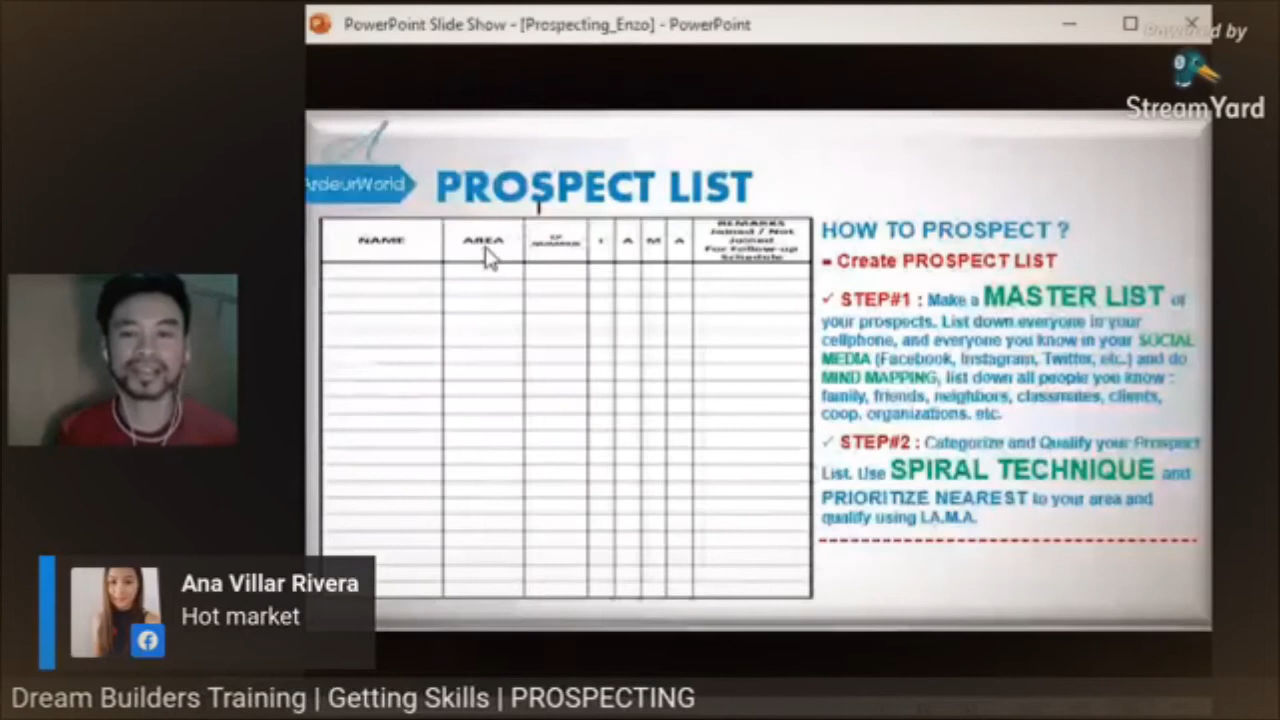 PowerPoint Slide Show - [Prospecting_Enzo] - PowerPoint
Powered by
StreamYard
ArdeurWorld
PROSPECT LIST
NAME
AREA
CP NUMBER
I
A
M
A
REMARKS
Joined / Not
Joined
For Follow-up
Schedule
HOW TO PROSPECT ?
- Create PROSPECT LIST
✓ STEP#1 : Make a MASTER LIST of
your prospects. List down everyone in your
cellphone, and everyone you know in your SOCIAL
MEDIA (Facebook, Instagram, Twitter, etc.) and do
MIND MAPPING, list down all people you know :
family, friends, neighbors, classmates, clients,
coop, organizations. etc.
✓ STEP#2 : Categorize and Qualify your Prospect
List. Use SPIRAL TECHNIQUE and
PRIORITIZE NEAREST to your area and
qualify using I.A.M.A.
Ana Villar Rivera
Hot market
Dream Builders Training | Getting Skills | PROSPECTING